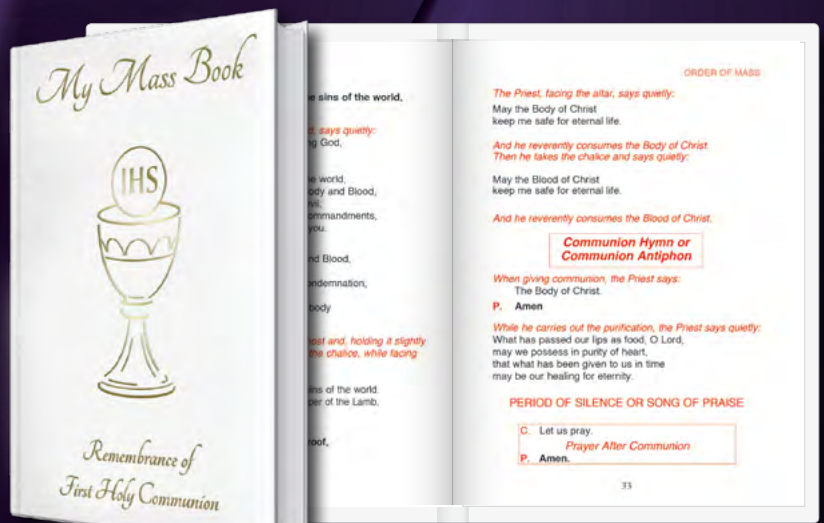 My Mass Book
IHS
Remembrance of
First Holy Communion
e sins of the world,
d, says quietly:
ng God,
e world,
ody and Blood,
vil,
ommandments,
you.
nd Blood,
ondemnation,
body
ost and, holding it slightly
the chalice, while facing
ins of the world.
per of the Lamb.
roof,
ORDER OF MASS
The Priest, facing the altar, says quietly:
May the Body of Christ
keep me safe for eternal life.
And he reverently consumes the Body of Christ.
Then he takes the chalice and says quietly:
May the Blood of Christ
keep me safe for eternal life.
And he reverently consumes the Blood of Christ.
Communion Hymn or
Communion Antiphon
When giving communion, the Priest says:
The Body of Christ.
P. Amen
While he carries out the purification, the Priest says quietly:
What has passed our lips as food, O Lord,
may we possess in purity of heart,
that what has been given to us in time
may be our healing for eternity.
PERIOD OF SILENCE OR SONG OF PRAISE
C. Let us pray.
Prayer After Communion
P. Amen.
33